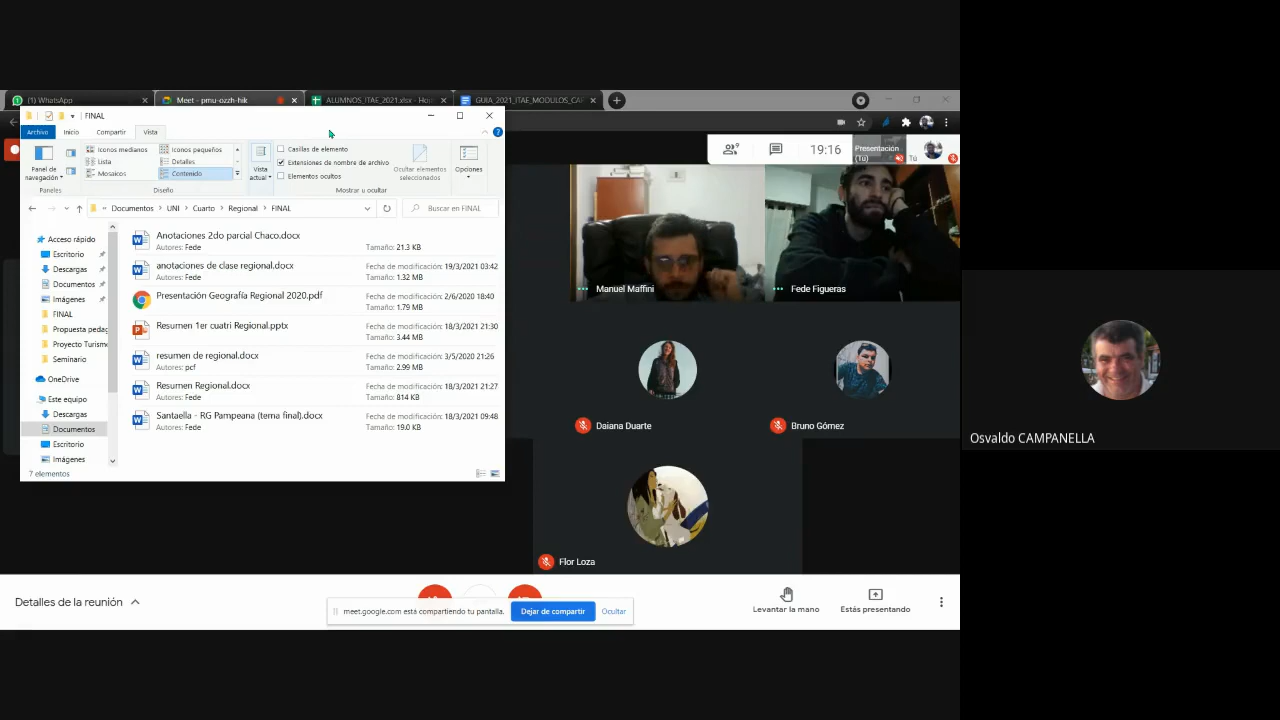 (1) WhatsApp
Meet - pmu-ozzh-hik
ALUMNOS_ITAE_2021.xlsx - Ho
GUIA_2021_ITAE_MODULOS_CA
FINAL
Archivo Inicio Compartir Vista
Panel de navegación
Paneles
Iconos medianos
Iconos pequeños
Lista
Detalles
Mosaicos
Contenido
Diseño
Vista actual
Casillas de elemento
Extensiones de nombre de archivo
Elementos ocultos
Ocultar elementos seleccionados
Mostrar u ocultar
Opciones
« Documentos > UNI > Cuarto > Regional > FINAL
Buscar en FINAL
Acceso rápido
Escritorio
Descargas
Documentos
Imágenes
FINAL
Propuesta pedag
Proyecto Turism
Seminario
OneDrive
Este equipo
Descargas
Documentos
Escritorio
Imágenes
Anotaciones 2do parcial Chaco.docx
Autores: Fede Tamaño: 21.3 KB
anotaciones de clase regional.docx Fecha de modificación: 19/3/2021 03:42
Autores: Fede Tamaño: 1.32 MB
Presentación Geografía Regional 2020.pdf Fecha de modificación: 2/6/2020 18:40
Tamaño: 1.79 MB
Resumen 1er cuatri Regional.pptx Fecha de modificación: 18/3/2021 21:30
Tamaño: 3.44 MB
resumen de regional.docx Fecha de modificación: 3/5/2020 21:26
Autores: pcf Tamaño: 2.99 MB
Resumen Regional.docx Fecha de modificación: 18/3/2021 21:27
Autores: Fede Tamaño: 814 KB
Santaella - RG Pampeana (tema final).docx Fecha de modificación: 18/3/2021 09:48
Autores: Fede Tamaño: 19.0 KB
7 elementos
9
19:16
Presentación (Tú)
Tú
Manuel Maffini
Fede Figueras
Daiana Duarte
Bruno Gómez
Flor Loza
Osvaldo CAMPANELLA
Detalles de la reunión
meet.google.com está compartiendo tu pantalla.
Dejar de compartir
Ocultar
Levantar la mano
Estás presentando